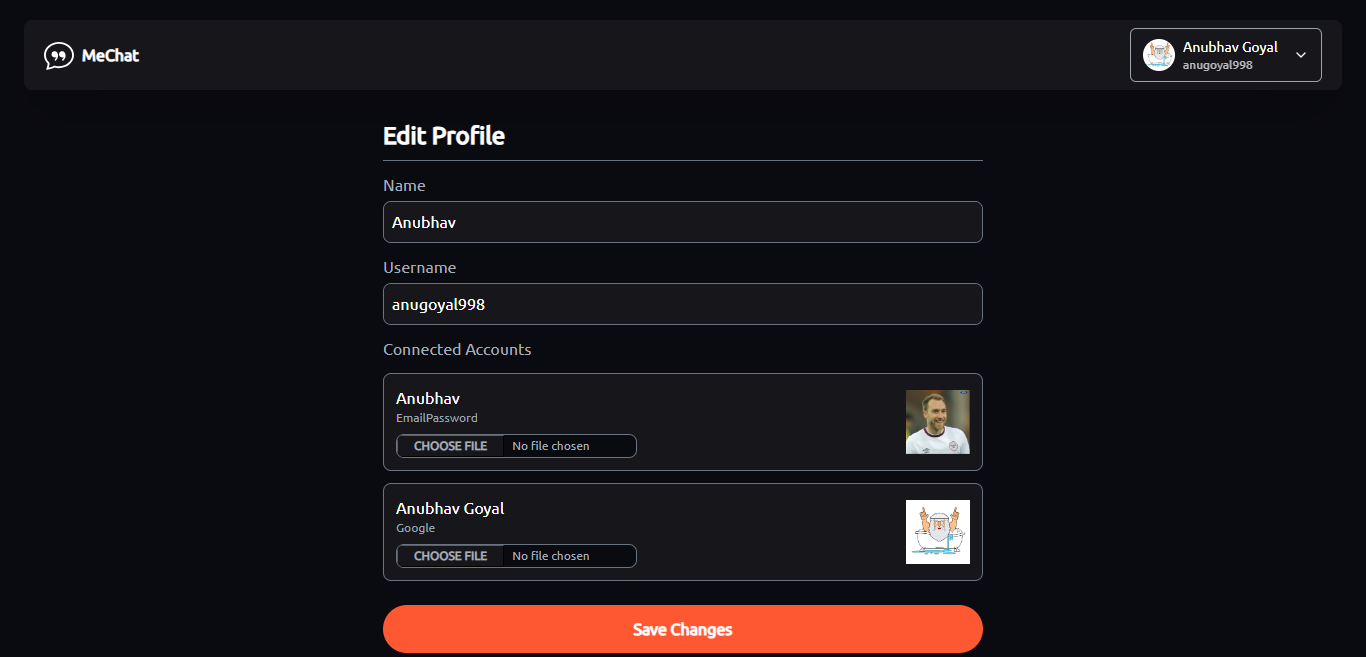 MeChat
Anubhav Goyal
anugoyal998
Edit Profile
Name
Anubhav
Username
anugoyal998
Connected Accounts
Anubhav
EmailPassword
CHOOSE FILE No file chosen
Anubhav Goyal
Google
CHOOSE FILE No file chosen
Save Changes